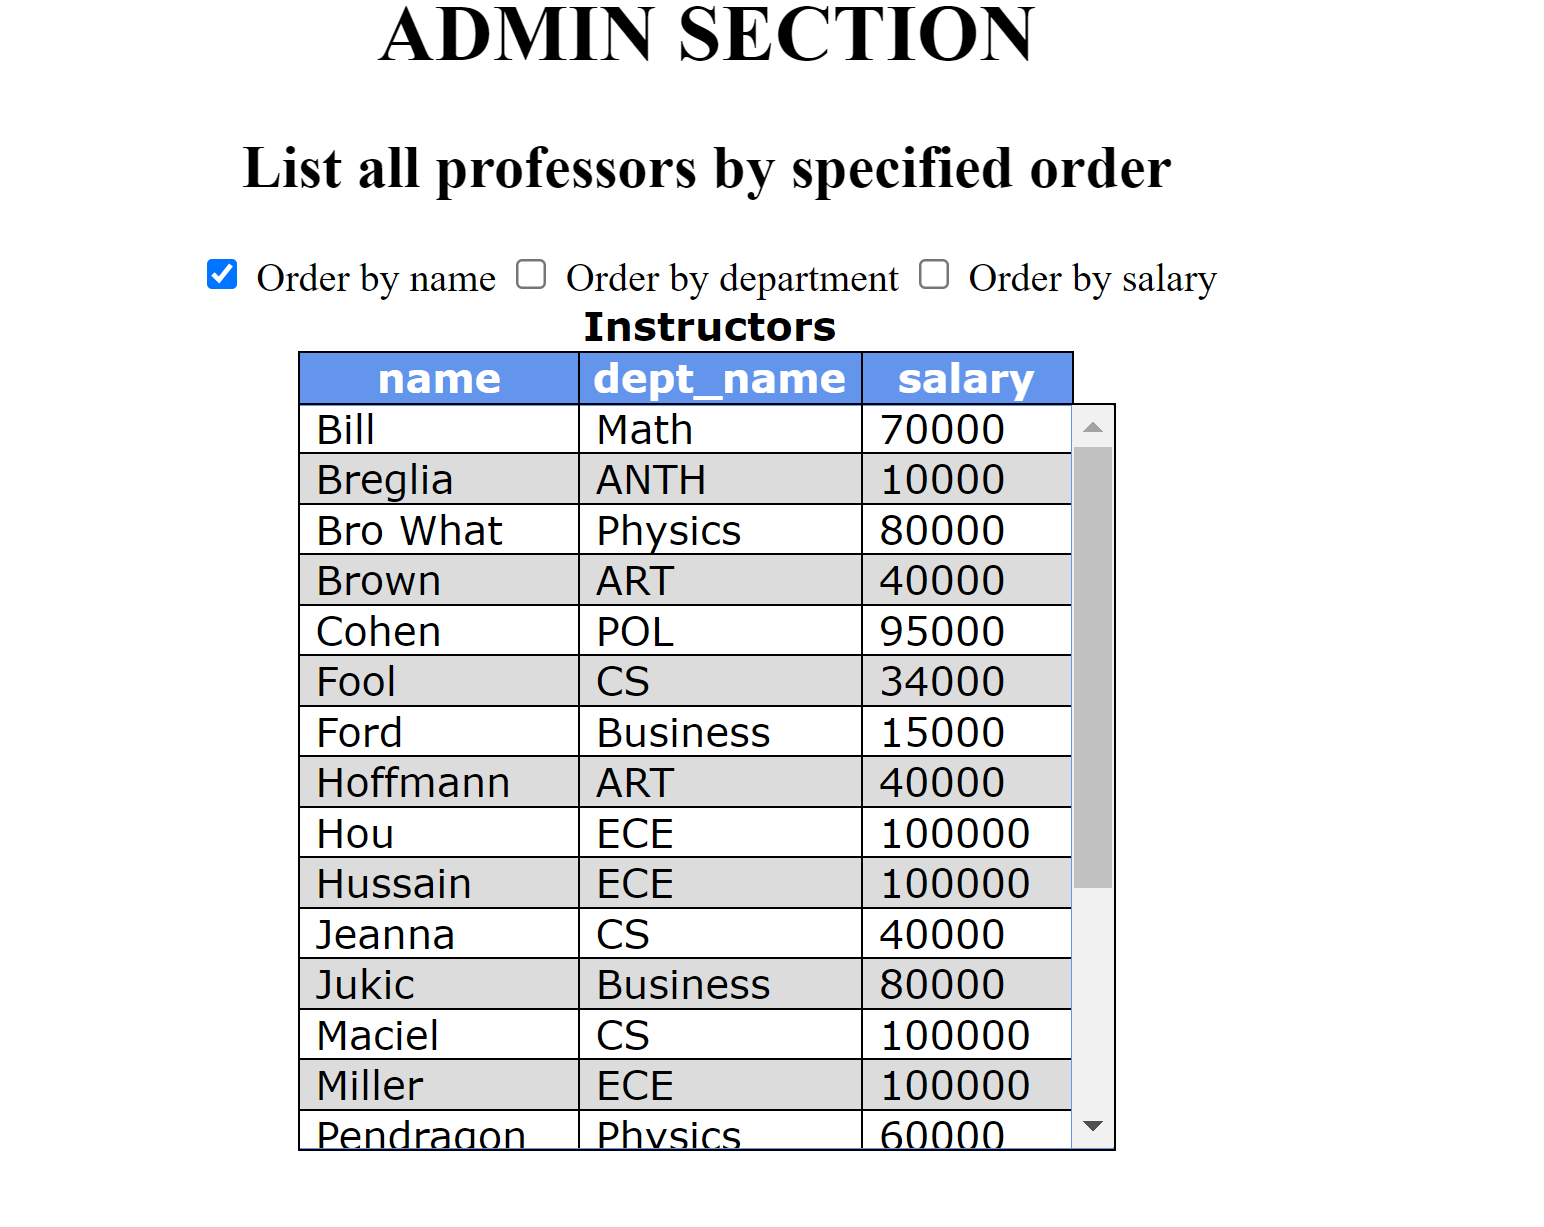 ADMIN SECTION
List all professors by specified order
Order by name Order by department Order by salary
Instructors
name dept_name salary
Bill Math 70000
Breglia ANTH 10000
Bro What Physics 80000
Brown ART 40000
Cohen POL 95000
Fool CS 34000
Ford Business 15000
Hoffmann ART 40000
Hou ECE 100000
Hussain ECE 100000
Jeanna CS 40000
Jukic Business 80000
Maciel CS 100000
Miller ECE 100000
Pendragon Physics 60000